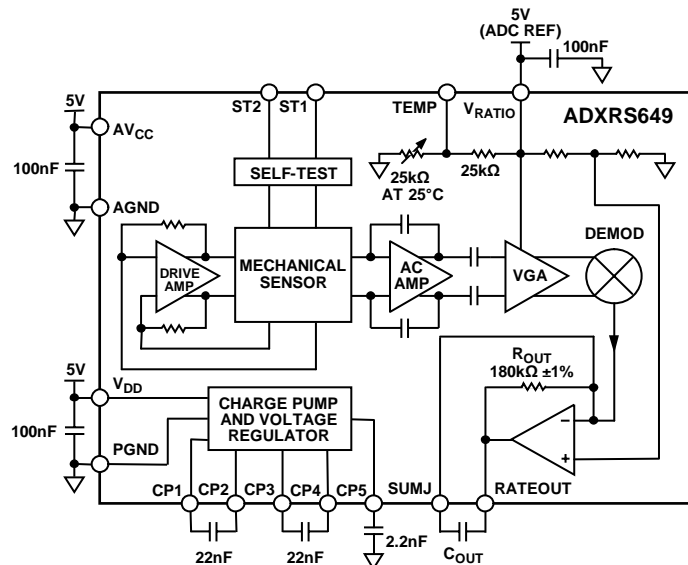 5V
(ADC REF)
100nF
5V
ST2
ST1
TEMP
VRATIO
ADXRS649
AVCC
100nF
25kΩ
AT 25°C
25kΩ
SELF-TEST
AGND
DEMOD
DRIVE
AMP
MECHANICAL
SENSOR
AC
AMP
VGA
5V
VDD
ROUT
180kΩ ±1%
100nF
CHARGE PUMP
AND VOLTAGE
REGULATOR
–
+
PGND
CP1
CP2
CP3
CP4
CP5
SUMJ
RATEOUT
22nF
22nF
2.2nF
COUT